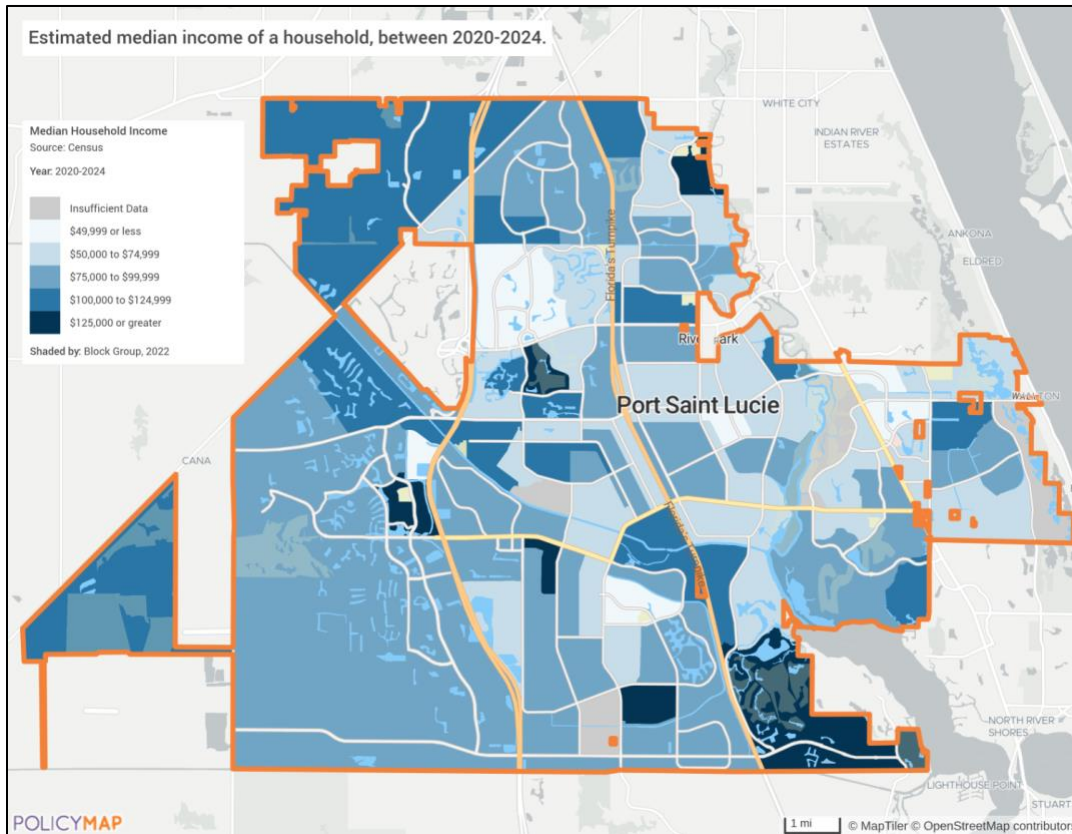 Estimated median income of a household, between 2020-2024.
Median Household Income
Source: Census
Year: 2020-2024
Insufficient Data
$49,999 or less
$50,000 to $74,999
$75,000 to $99,999
$100,000 to $124,999
$125,000 or greater
Shaded by: Block Group, 2022
WHITE CITY
INDIAN RIVER
ESTATES
ANKONA
ELDRED
Florida's Turnpike
Port Saint Lucie
CANA
Florida's Turnpike
NORTH RIVER
SHORES
LIGHTHOUSE POINT
STUART
POLICYMAP
1 mi
© MapTiler © OpenStreetMap contributors